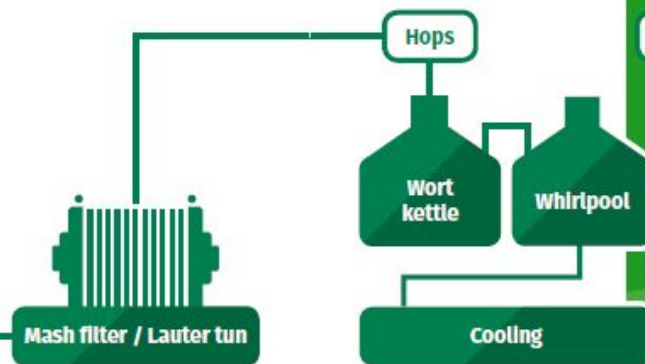 Hops
Wort
kettle
Whirlpool
Mash filter / Lauter tun
Cooling